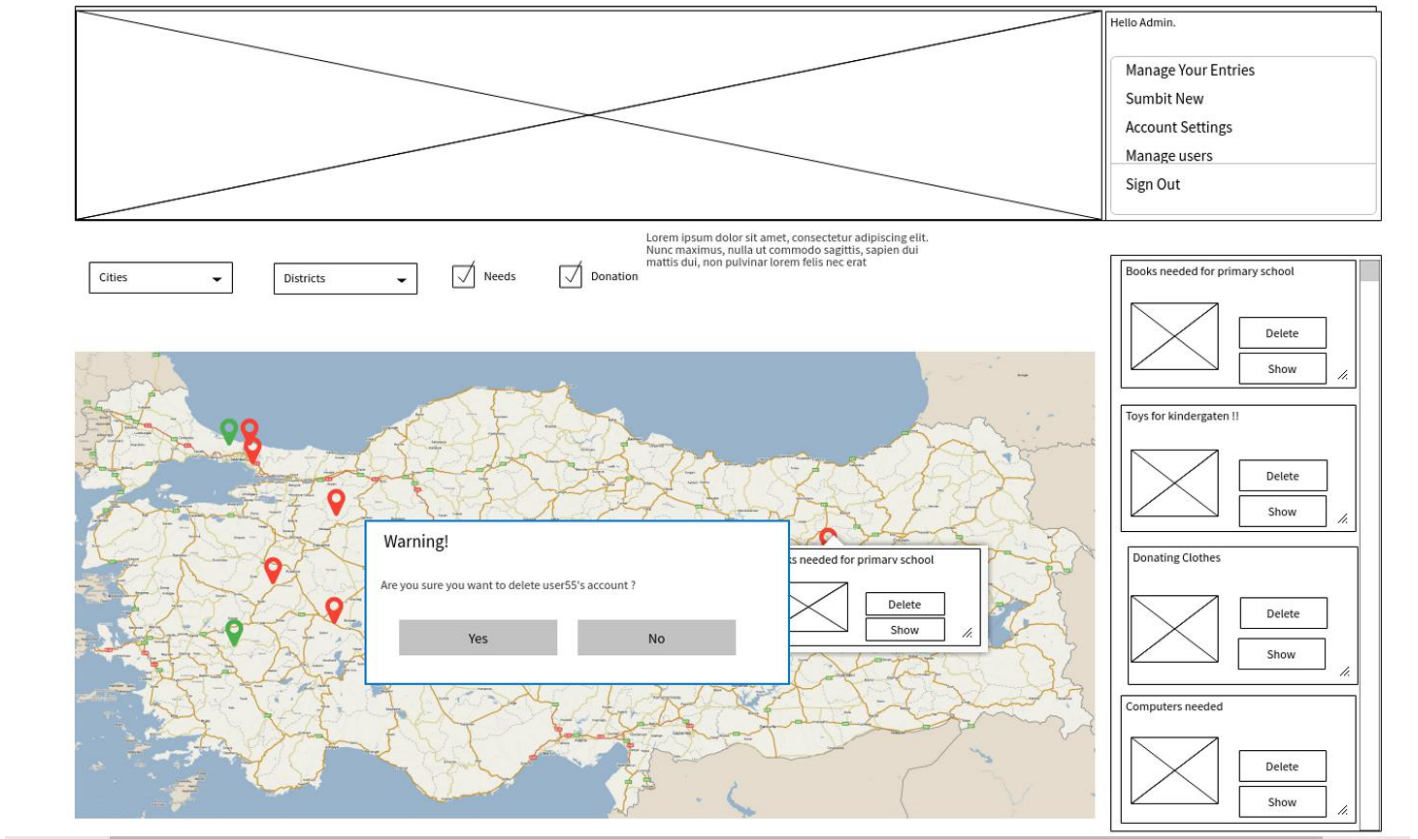 Hello Admin.
Manage Your Entries
Sumbit New
Account Settings
Manage users
Sign Out
Lorem ipsum dolor sit amet, consectetur adipiscing elit.
Nunc maximus, nulla ut commodo sagittis, sapien dui
mattis dui, non pulvinar lorem felis nec erat
Cities
Districts
Needs
Donation
Books needed for primary school
Delete
Show
Toys for kindergaten !!
Delete
Show
Donating Clothes
Delete
Show
Computers needed
Delete
Show
Warning!
Are you sure you want to delete user55's account ?
Yes
No
needed for primary school
Delete
Show